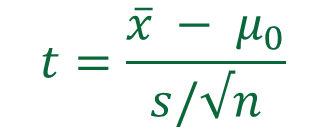 t = (x̄ − μ₀) / (s/√n)